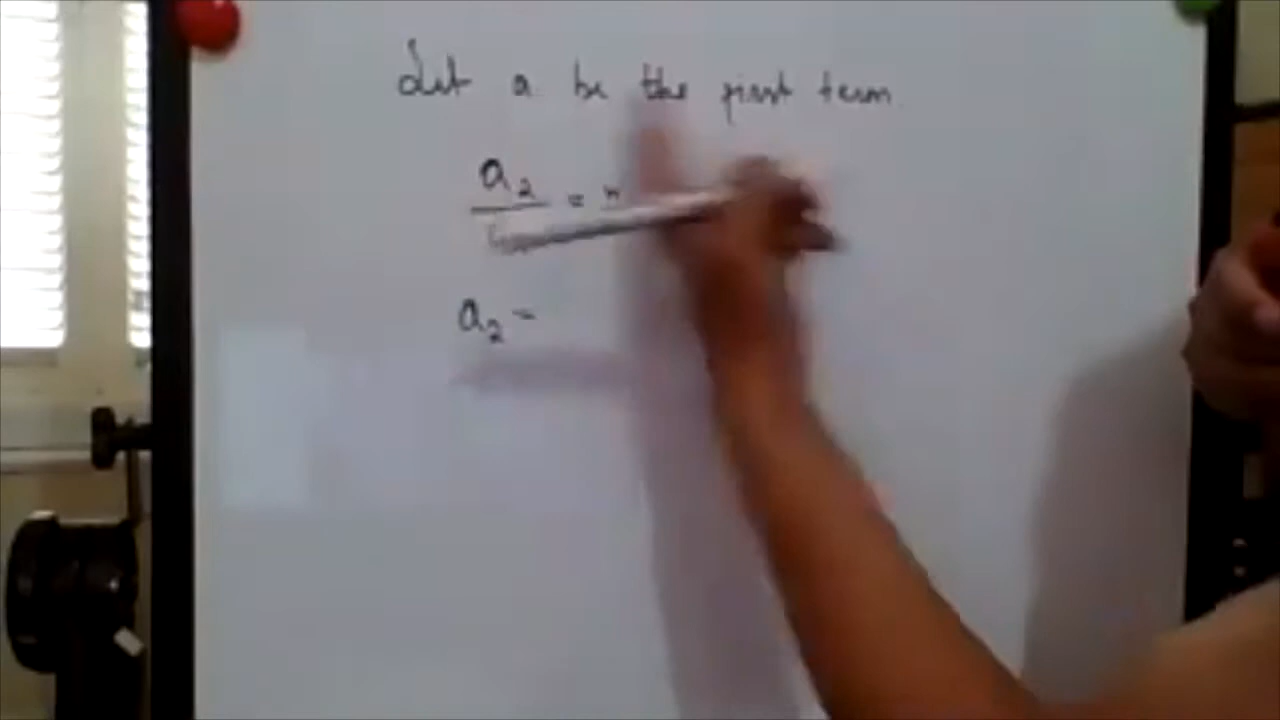 Let a be the first term
a₂ =
a₂ =